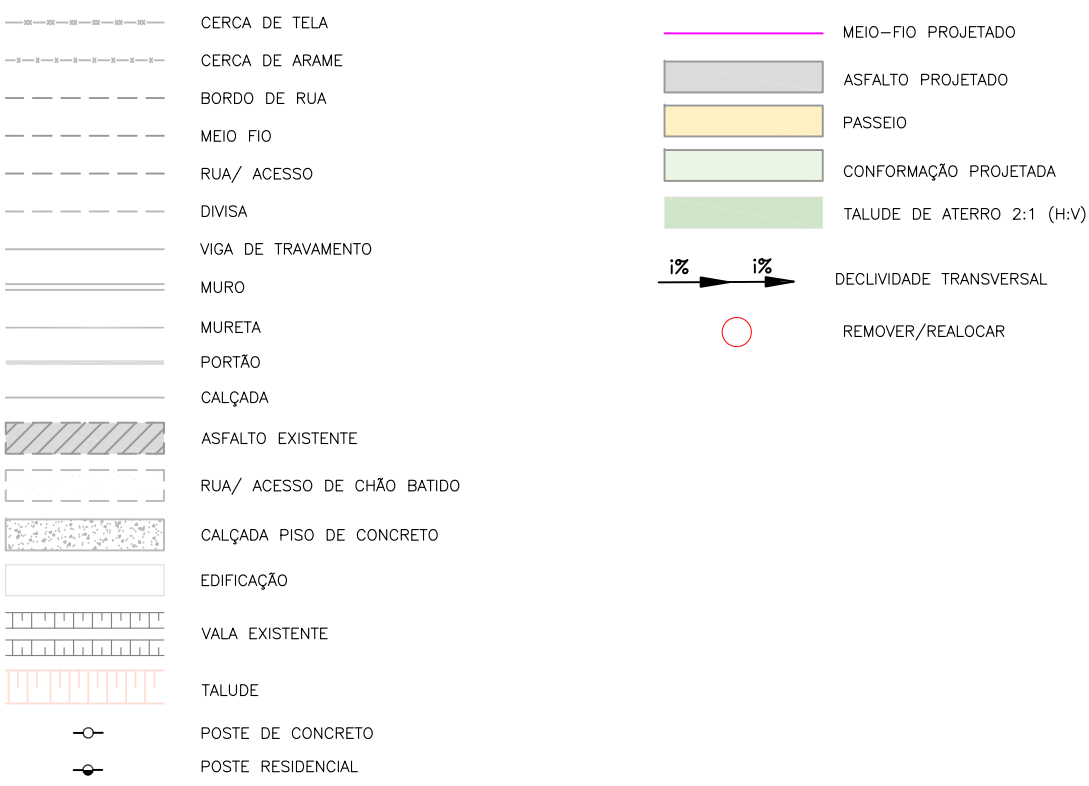 CERCA DE TELA
CERCA DE ARAME
BORDO DE RUA
MEIO FIO
RUA/ ACESSO
DIVISA
VIGA DE TRAVAMENTO
MURO
MURETA
PORTÃO
CALÇADA
ASFALTO EXISTENTE
RUA/ ACESSO DE CHÃO BATIDO
CALÇADA PISO DE CONCRETO
EDIFICAÇÃO
VALA EXISTENTE
TALUDE
POSTE DE CONCRETO
POSTE RESIDENCIAL
MEIO-FIO PROJETADO
ASFALTO PROJETADO
PASSEIO
CONFORMAÇÃO PROJETADA
TALUDE DE ATERRO 2:1 (H:V)
i% i%
DECLIVIDADE TRANSVERSAL
REMOVER/REALOCAR